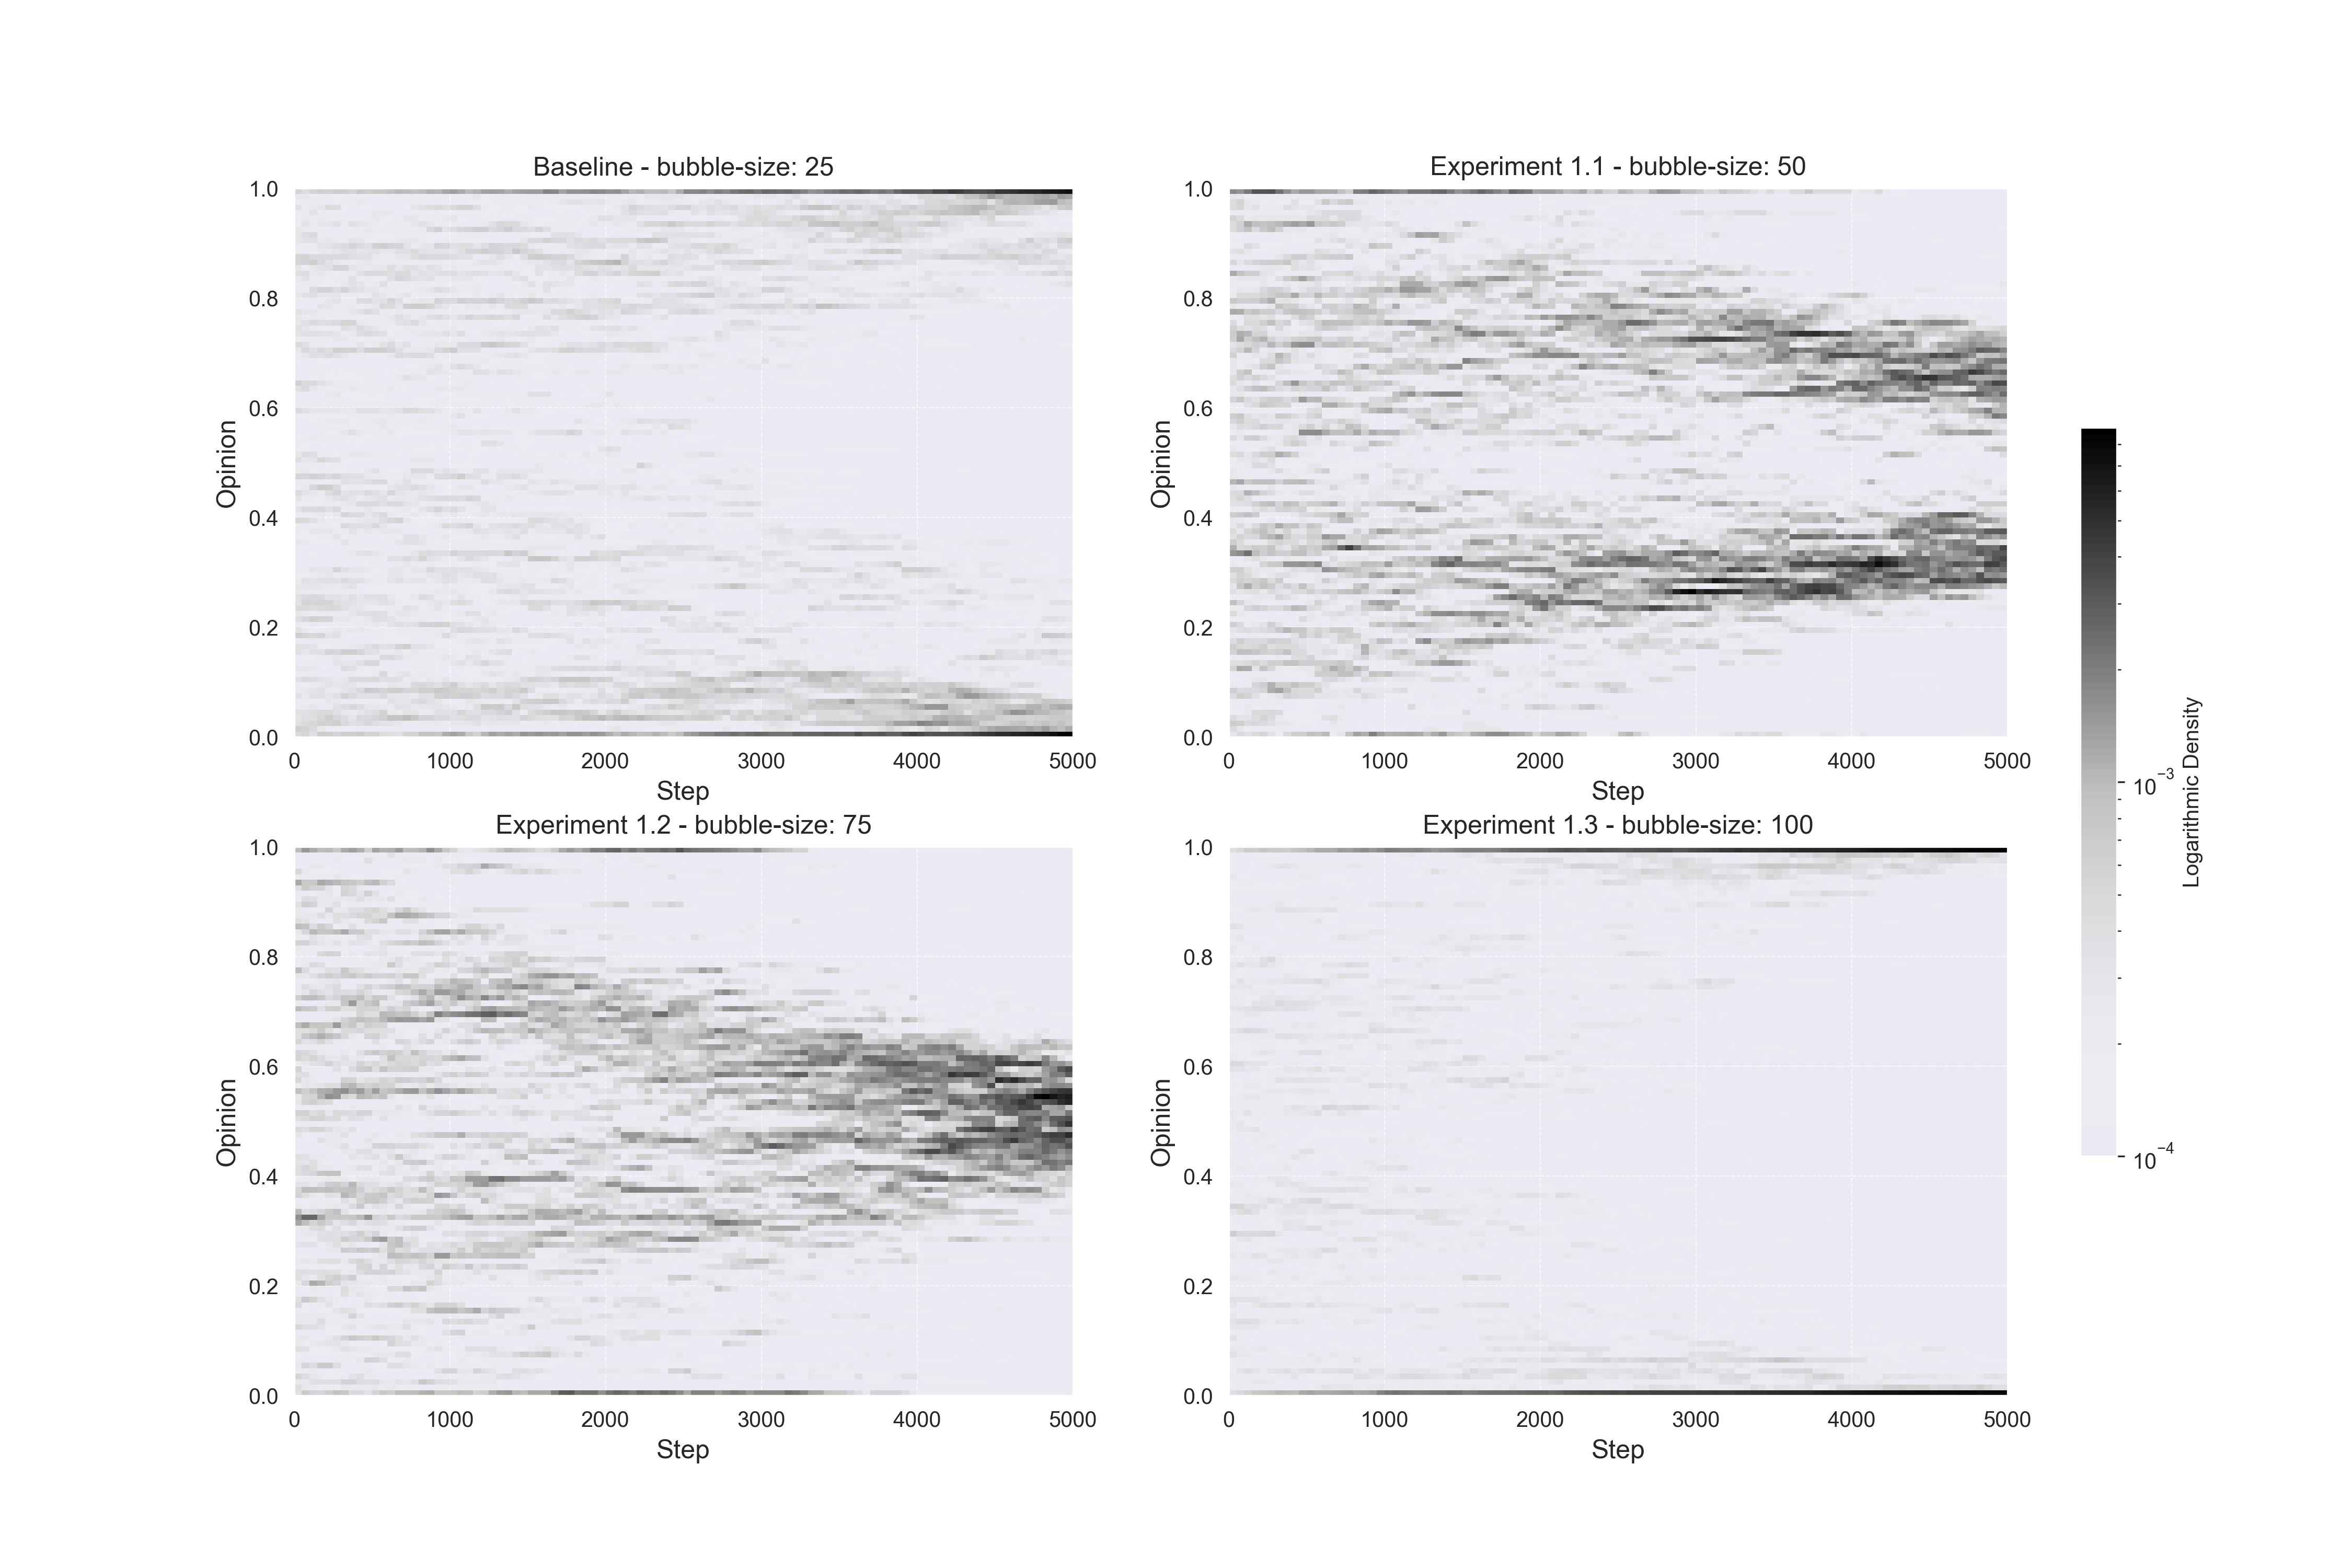 Baseline - bubble-size: 25
1.0
0.8
0.6
0.4
0.2
0.0
Opinion
0 1000 2000 3000 4000 5000
Step
Experiment 1.1 - bubble-size: 50
1.0
0.8
0.6
0.4
0.2
0.0
Opinion
0 1000 2000 3000 4000 5000
Step
Experiment 1.2 - bubble-size: 75
1.0
0.8
0.6
0.4
0.2
0.0
Opinion
0 1000 2000 3000 4000 5000
Step
Experiment 1.3 - bubble-size: 100
1.0
0.8
0.6
0.4
0.2
0.0
Opinion
0 1000 2000 3000 4000 5000
Step
10⁻³
10⁻⁴
Logarithmic Density